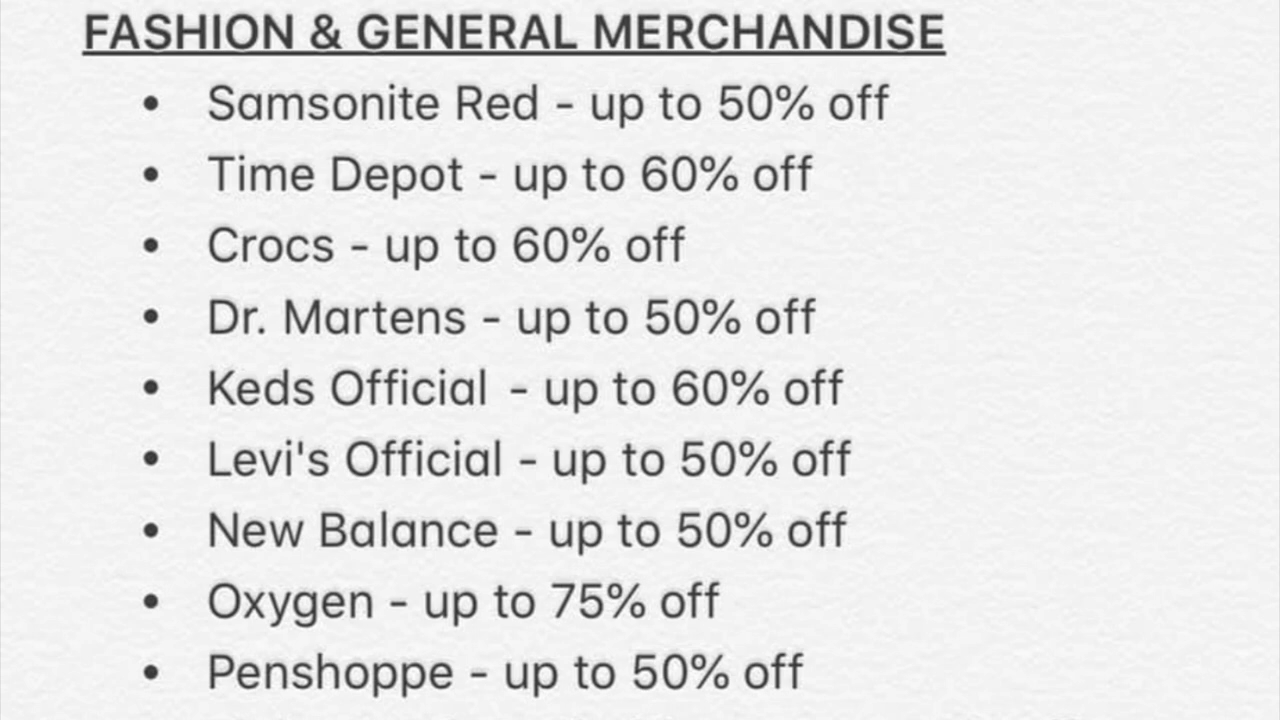 FASHION & GENERAL MERCHANDISE
• Samsonite Red - up to 50% off
• Time Depot - up to 60% off
• Crocs - up to 60% off
• Dr. Martens - up to 50% off
• Keds Official - up to 60% off
• Levi's Official - up to 50% off
• New Balance - up to 50% off
• Oxygen - up to 75% off
• Penshoppe - up to 50% off